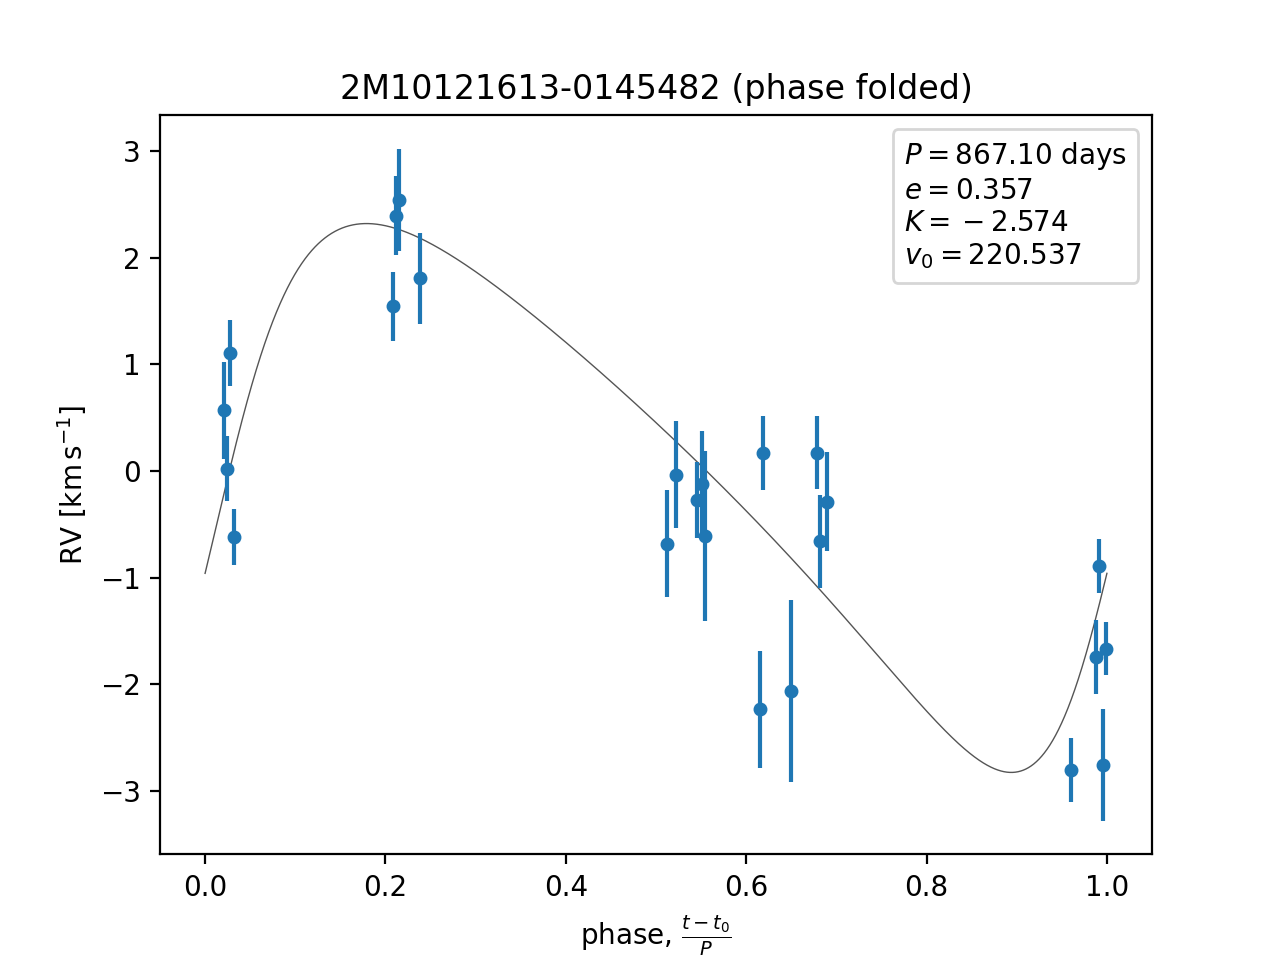 2M10121613-0145482 (phase folded)
P = 867.10 days
e = 0.357
K = −2.574
v₀ = 220.537
3
2
1
0
−1
−2
−3
RV [km s⁻¹]
0.0 0.2 0.4 0.6 0.8 1.0
phase, (t − t₀)/P